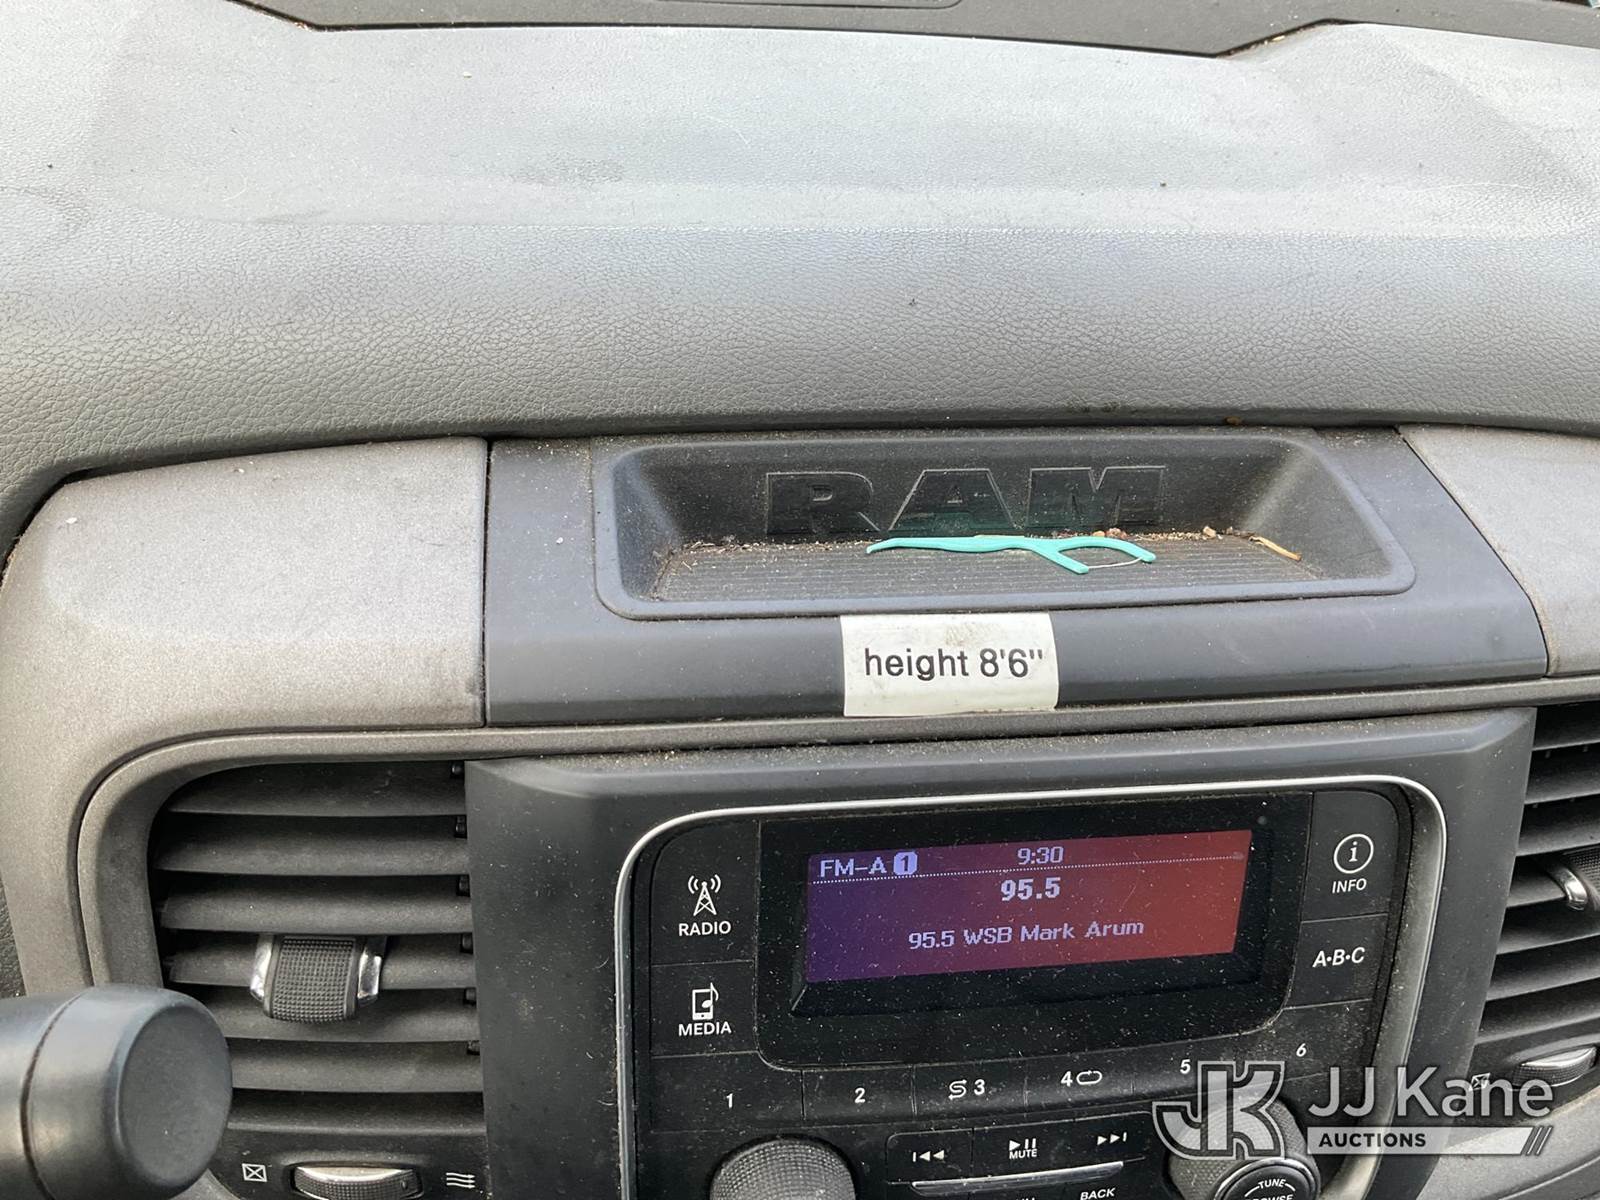 RAM
height 8'6"
FM-A 1 9:30
95.5
95.5 WSB Mark Arum
RADIO
MEDIA
INFO
A·B·C
1 2 3 4 5 6
MUTE
BACK
TUNE
BROWSE
JJ Kane
AUCTIONS